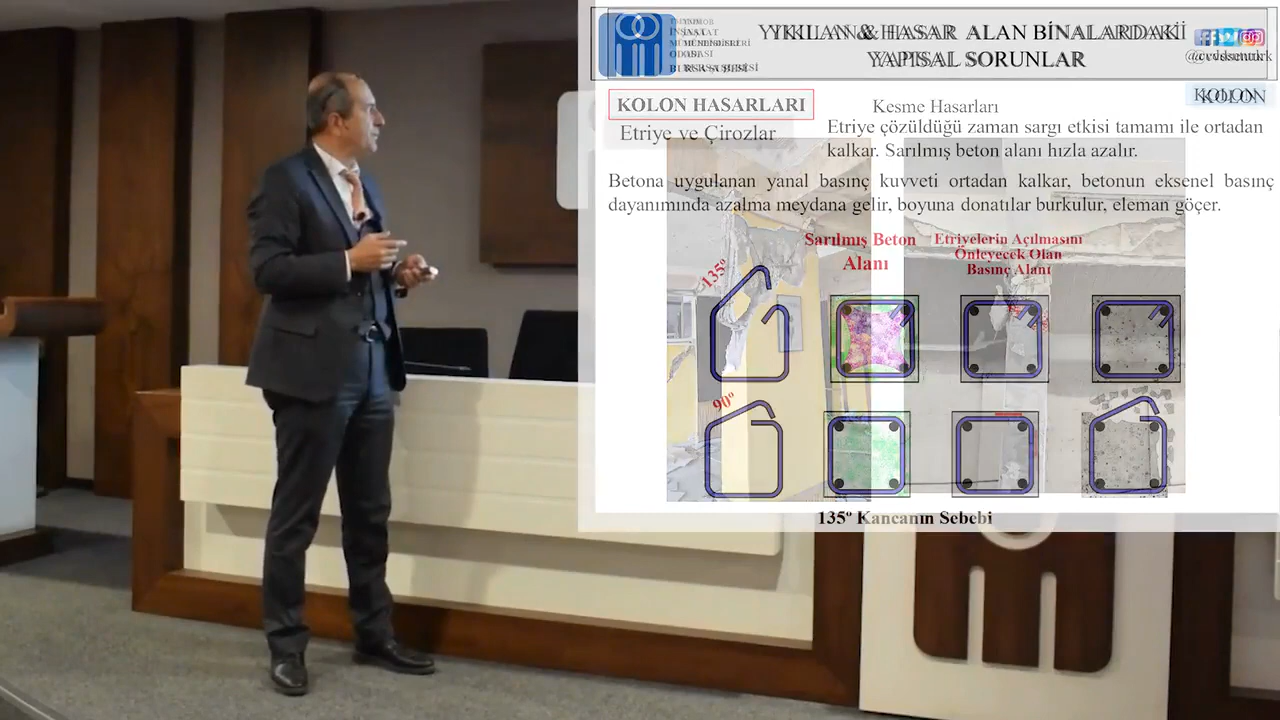 YIKILAN & HASAR ALAN BİNALARDAKİ
YAPISAL SORUNLAR
KOLON
KOLON HASARLARI
Kesme Hasarları
Etriye ve Çirozlar
Etriye çözüldüğü zaman sargı etkisi tamamı ile ortadan
kalkar. Sarılmış beton alanı hızla azalır.
Betona uygulanan yanal basınç kuvveti ortadan kalkar, betonun eksenel basınç
dayanımında azalma meydana gelir, boyuna donatılar burkulur, eleman göçer.
Sarılmış Beton
Alanı
Etriyelerin Açılmasını
Önleyecek Olan
Basınç Alanı
135º
90º
135º Kancanın Sebebi